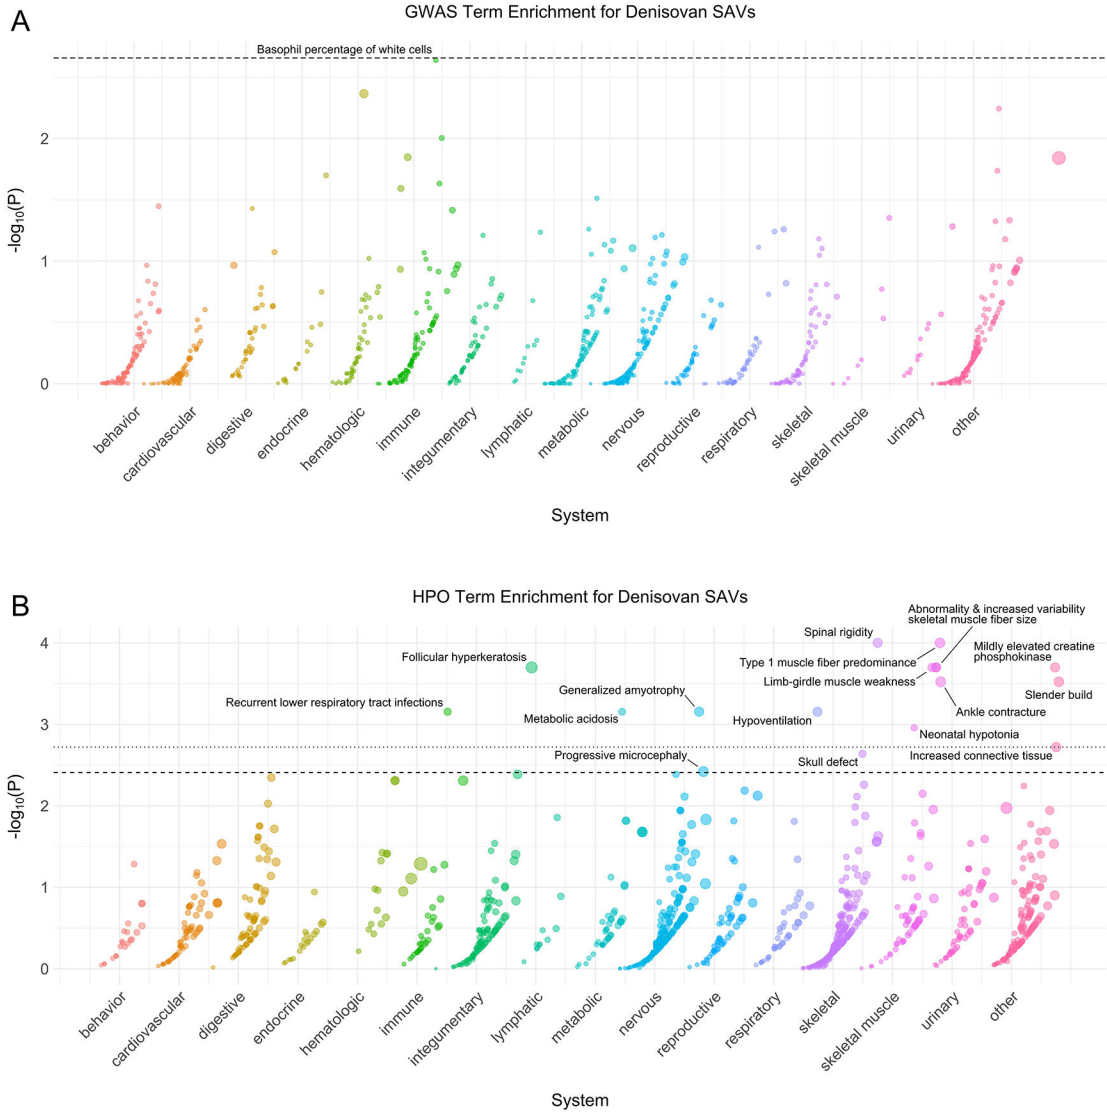 A
GWAS Term Enrichment for Denisovan SAVs
Basophil percentage of white cells
2
1
0
-log10(P)
behavior
cardiovascular
digestive
endocrine
hematologic
immune
integumentary
lymphatic
metabolic
nervous
reproductive
respiratory
skeletal
skeletal muscle
urinary
other
System
B
HPO Term Enrichment for Denisovan SAVs
Abnormality & increased variability
skeletal muscle fiber size
Spinal rigidity
Mildly elevated creatine
phosphokinase
Follicular hyperkeratosis
Type 1 muscle fiber predominance
Limb-girdle muscle weakness
Generalized amyotrophy
Slender build
Recurrent lower respiratory tract infections
Metabolic acidosis
Hypoventilation
Ankle contracture
Neonatal hypotonia
Progressive microcephaly
Skull defect
Increased connective tissue
4
3
2
1
0
-log10(P)
behavior
cardiovascular
digestive
endocrine
hematologic
immune
integumentary
lymphatic
metabolic
nervous
reproductive
respiratory
skeletal
skeletal muscle
urinary
other
System